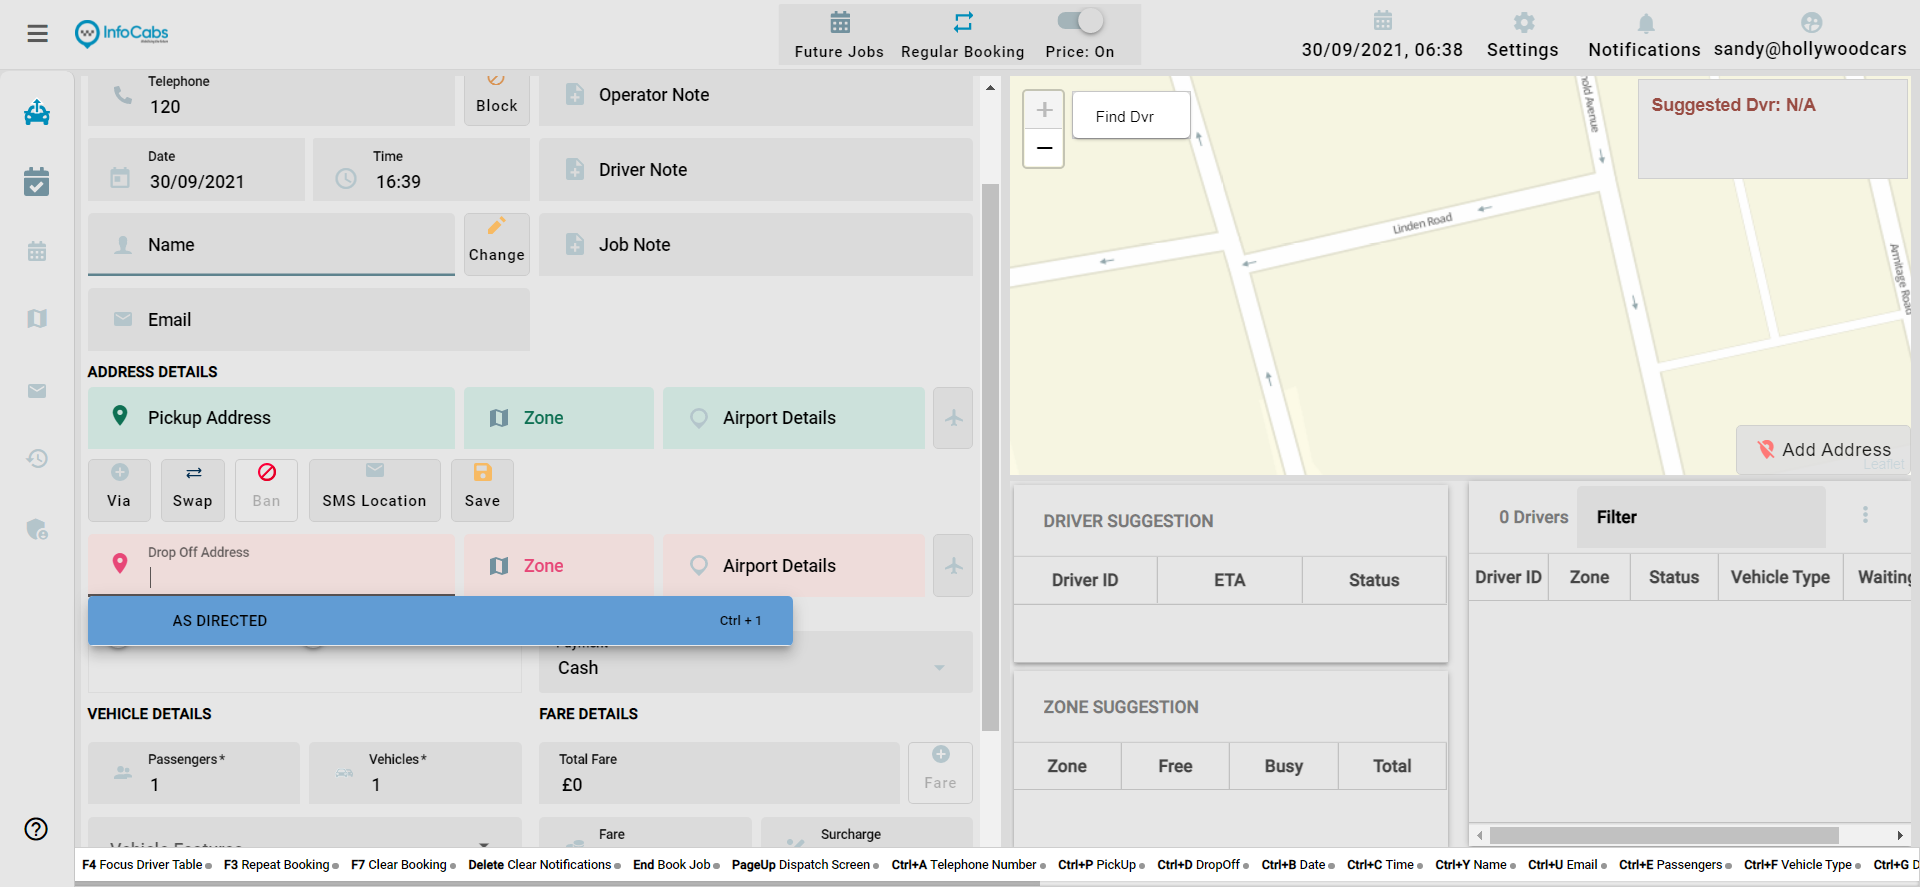 InfoCabs
Future Jobs
Regular Booking
Price: On
30/09/2021, 06:38
Settings
Notifications
sandy@hollywoodcars
Telephone
120
Block
Operator Note
Date
30/09/2021
Time
16:39
Driver Note
Name
Change
Job Note
Email
ADDRESS DETAILS
Pickup Address
Zone
Airport Details
Via
Swap
Ban
SMS Location
Save
Drop Off Address
Zone
Airport Details
AS DIRECTED
Ctrl + 1
Cash
VEHICLE DETAILS
FARE DETAILS
Passengers*
1
Vehicles*
1
Total Fare
£0
Fare
Fare
Surcharge
Find Dvr
Suggested Dvr: N/A
Linden Road
Avenue
Armitage Road
Add Address
Leaflet
DRIVER SUGGESTION
Driver ID ETA Status
ZONE SUGGESTION
Zone Free Busy Total
0 Drivers
Filter
Driver ID Zone Status Vehicle Type Waiting
F4 Focus Driver Table F3 Repeat Booking F7 Clear Booking Delete Clear Notifications End Book Job PageUp Dispatch Screen Ctrl+A Telephone Number Ctrl+P PickUp Ctrl+D DropOff Ctrl+B Date Ctrl+C Time Ctrl+Y Name Ctrl+U Email Ctrl+E Passengers Ctrl+F Vehicle Type Ctrl+G